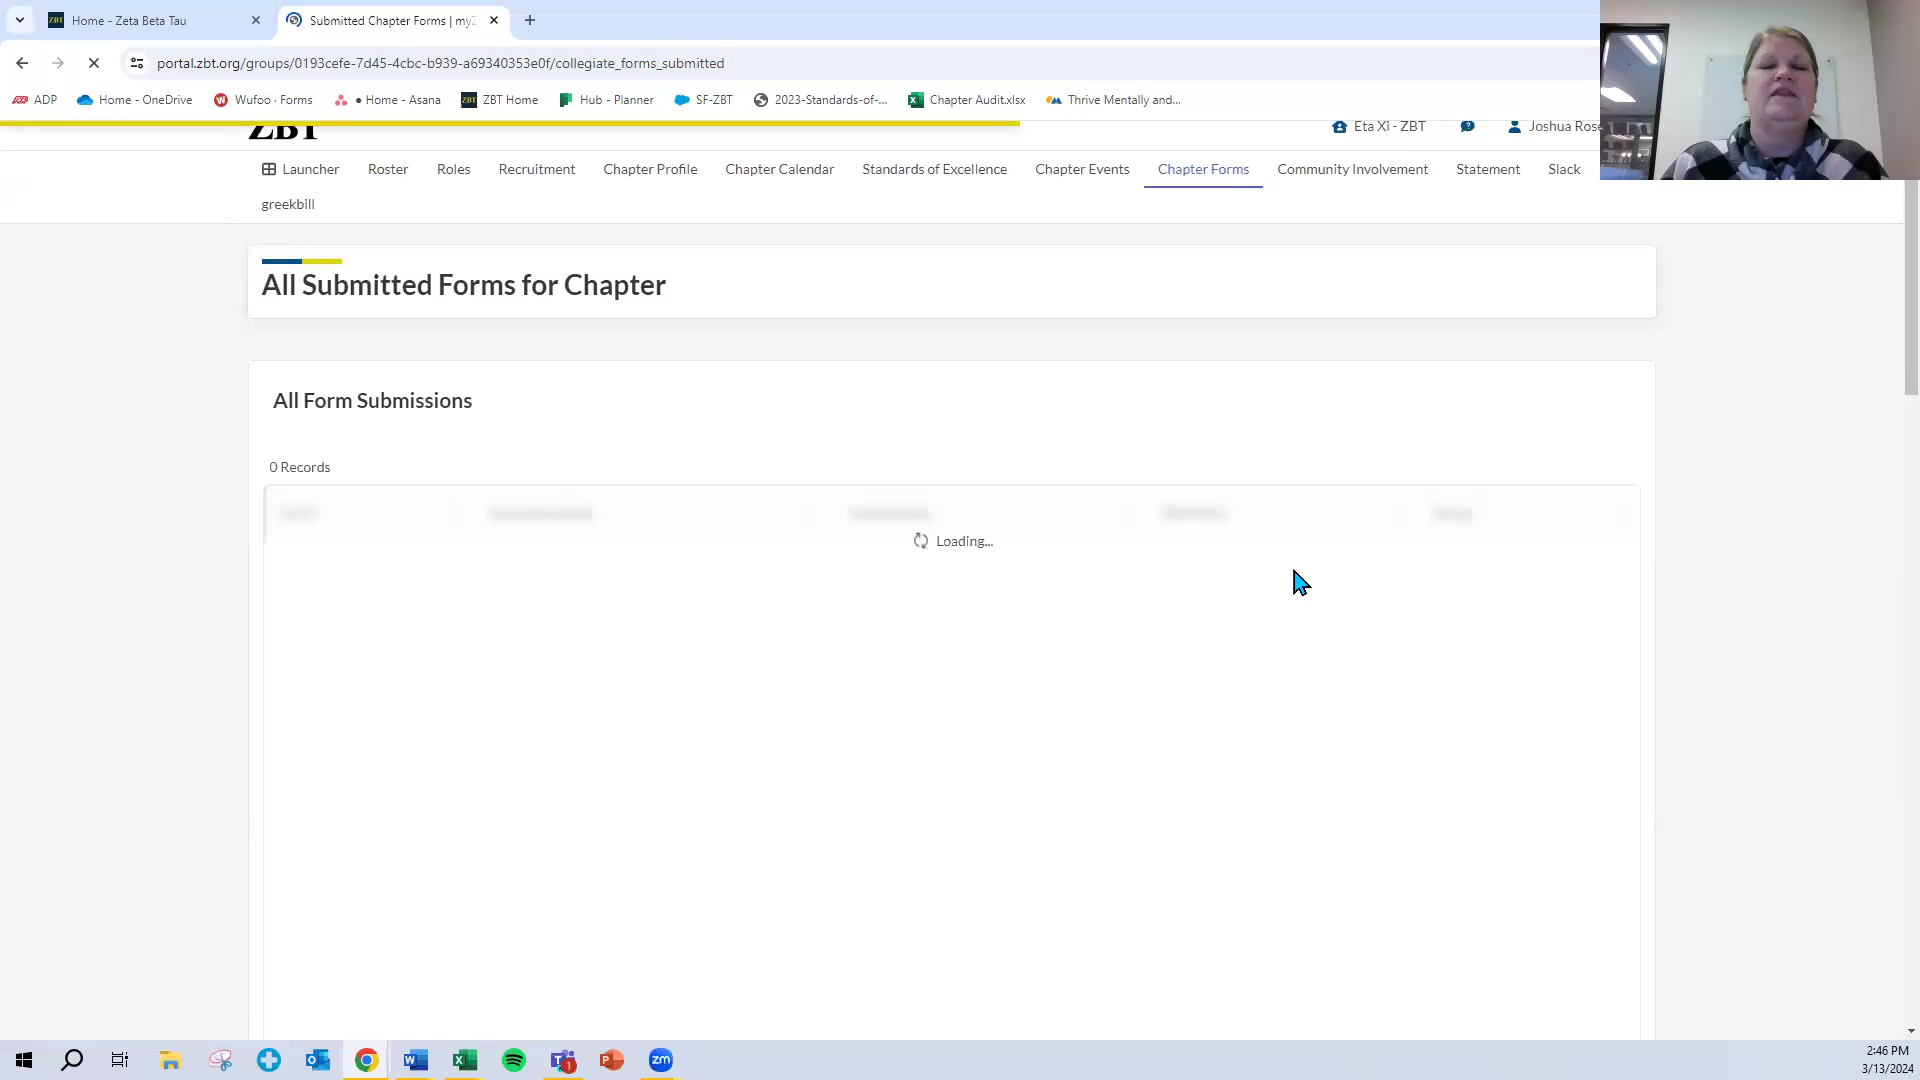 Home - Zeta Beta Tau
Submitted Chapter Forms | my
portal.zbt.org/groups/0193cefe-7d45-4cbc-b939-a69340353e0f/collegiate_forms_submitted
ADP
Home - OneDrive
Wufoo · Forms
• Home - Asana
ZBT Home
Hub - Planner
SF-ZBT
2023-Standards-of-...
Chapter Audit.xlsx
Thrive Mentally and...
ZBT
Eta Xi - ZBT
Joshua Rose
Launcher
Roster
Roles
Recruitment
Chapter Profile
Chapter Calendar
Standards of Excellence
Chapter Events
Chapter Forms
Community Involvement
Statement
Slack
greekbill
All Submitted Forms for Chapter
All Form Submissions
0 Records
Loading...
2:46 PM
3/13/2024